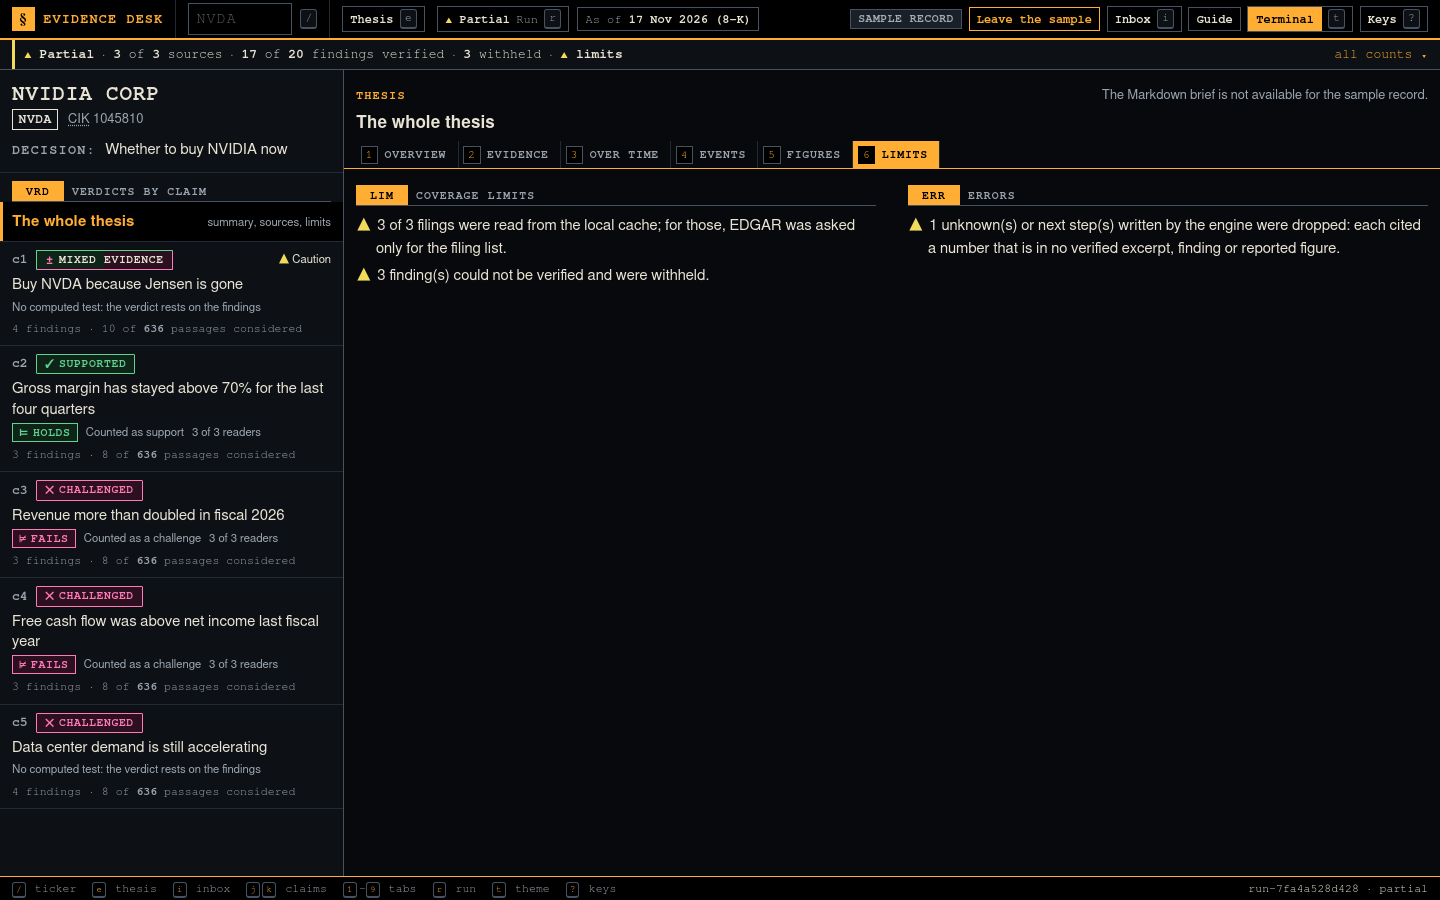 § EVIDENCE DESK NVDA / Thesis e ▲ Partial Run r As of 17 Nov 2026 (8-K) SAMPLE RECORD Leave the sample Inbox i Guide Terminal t Keys ?
▲ Partial · 3 of 3 sources · 17 of 20 findings verified · 3 withheld · ▲ limits all counts ▾
NVIDIA CORP
NVDA CIK 1045810
DECISION: Whether to buy NVIDIA now
VRD VERDICTS BY CLAIM
The whole thesis summary, sources, limits
c1 ± MIXED EVIDENCE ▲ Caution
Buy NVDA because Jensen is gone
No computed test: the verdict rests on the findings
4 findings · 10 of 636 passages considered
c2 ✓ SUPPORTED
Gross margin has stayed above 70% for the last
four quarters
⊨ HOLDS Counted as support 3 of 3 readers
3 findings · 8 of 636 passages considered
c3 ✕ CHALLENGED
Revenue more than doubled in fiscal 2026
⊭ FAILS Counted as a challenge 3 of 3 readers
3 findings · 8 of 636 passages considered
c4 ✕ CHALLENGED
Free cash flow was above net income last fiscal
year
⊭ FAILS Counted as a challenge 3 of 3 readers
3 findings · 8 of 636 passages considered
c5 ✕ CHALLENGED
Data center demand is still accelerating
No computed test: the verdict rests on the findings
4 findings · 8 of 636 passages considered
THESIS
The Markdown brief is not available for the sample record.
The whole thesis
1 OVERVIEW 2 EVIDENCE 3 OVER TIME 4 EVENTS 5 FIGURES 6 LIMITS
LIM COVERAGE LIMITS
▲ 3 of 3 filings were read from the local cache; for those, EDGAR was asked
only for the filing list.
▲ 3 finding(s) could not be verified and were withheld.
ERR ERRORS
▲ 1 unknown(s) or next step(s) written by the engine were dropped: each cited
a number that is in no verified excerpt, finding or reported figure.
/ ticker e thesis i inbox j k claims 1-9 tabs r run t theme ? keys run-7fa4a528d428 · partial